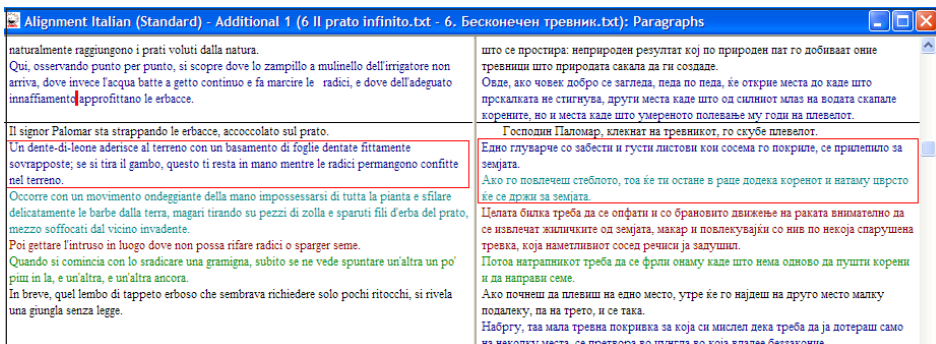 Alignment Italian (Standard) - Additional 1 (6 Il prato infinito.txt - 6. Бесконечен тревник.txt): Paragraphs
naturalmente raggiungono i prati voluti dalla natura.
Qui, osservando punto per punto, si scopre dove lo zampillo a mulinello dell'irrigatore non
arriva, dove invece l'acqua batte a getto continuo e fa marcire le radici, e dove dell'adeguato
innaffiamento approfittano le erbacce.
Il signor Palomar sta strappando le erbacce, accoccolato sul prato.
Un dente-di-leone aderisce al terreno con un basamento di foglie dentate fittamente
sovrapposte; se si tira il gambo, questo ti resta in mano mentre le radici permangono confitte
nel terreno.
Occorre con un movimento ondeggiante della mano impossessarsi di tutta la pianta e sfilare
delicatamente le barbe dalla terra, magari tirando su pezzi di zolla e sparuti fili d'erba del prato,
mezzo soffocati dal vicino invadente.
Poi gettare l'intruso in luogo dove non possa rifare radici o sparger seme.
Quando si comincia con lo sradicare una gramigna, subito se ne vede spuntare un'altra un po'
piш in la, e un'altra, e un'altra ancora.
In breve, quel lembo di tappeto erboso che sembrava richiedere solo pochi ritocchi, si rivela
una giungla senza legge.
што се простира: неприроден резултат кој по природен пат го добиваат оние
тревници што природата сакала да ги создаде.
Овде, ако човек добро се загледа, педа по педа, ќе открие места до каде што
прскалката не стигнува, други места каде што од силниот млаз на водата скапале
корените, но и места каде што умереното полевање му годи на плевелот.
Господин Паломар, клекнат на тревникот, го скубе плевелот.
Едно глуварче со забести и густи листови кои сосема го покриле, се прилепило за
земјата.
Ако го повлечеш стеблото, тоа ќе ти остане в раце додека коренот и натаму цврсто
ќе се држи за земјата.
Целата билка треба да се опфати и со брановито движење на раката внимателно да
се извлечат жиличките од земјата, макар и повлекувајќи со нив по некоја спарушена
тревка, која наметливиот сосед речиси ја задушил.
Потоа натрапникот треба да се фрли онаму каде што нема одново да пушти корени
и да направи семе.
Ако почнеш да плевиш на едно место, утре ќе го најдеш на друго место малку
подалеку, па на трето, и се така.
Набргу, таа мала тревна покривка за која си мислел дека треба да ја дотераш само
на неколку места, се претвора во џунгла во која владее беззаконие.